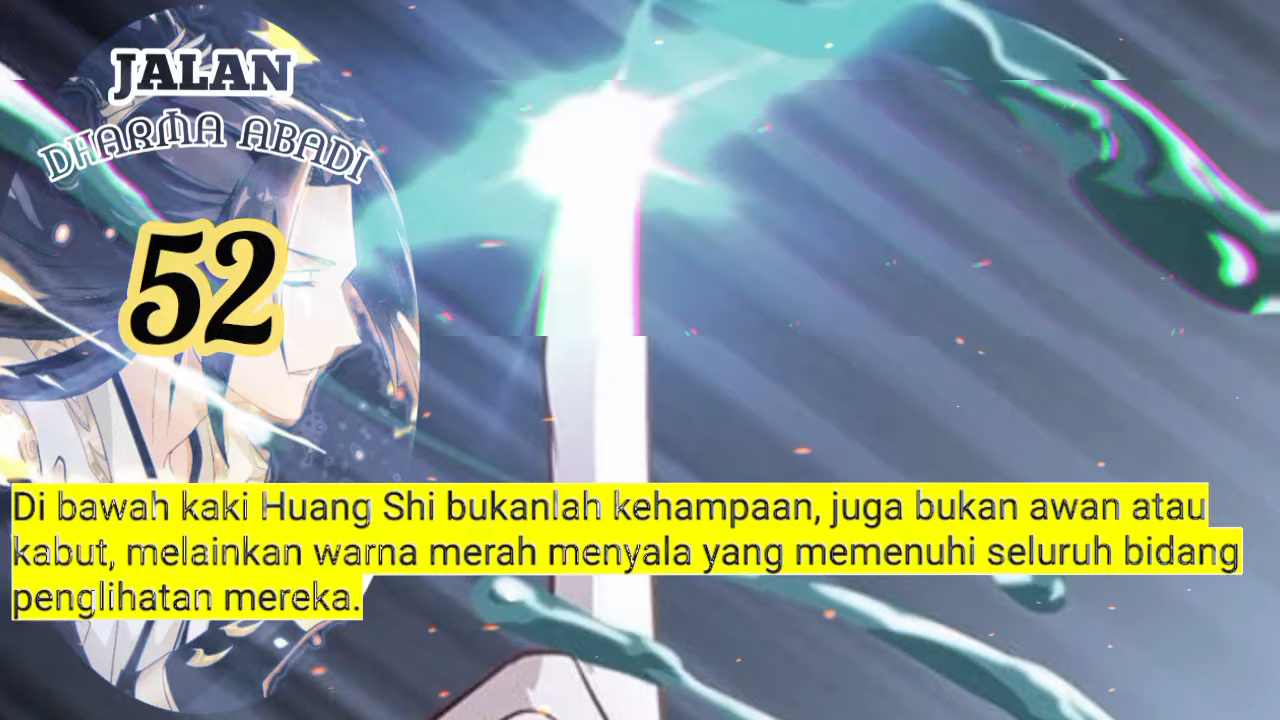 JALAN
DHARMA ABADI
52
Di bawah kaki Huang Shi bukanlah kehampaan, juga bukan awan atau
kabut, melainkan warna merah menyala yang memenuhi seluruh bidang
penglihatan mereka.